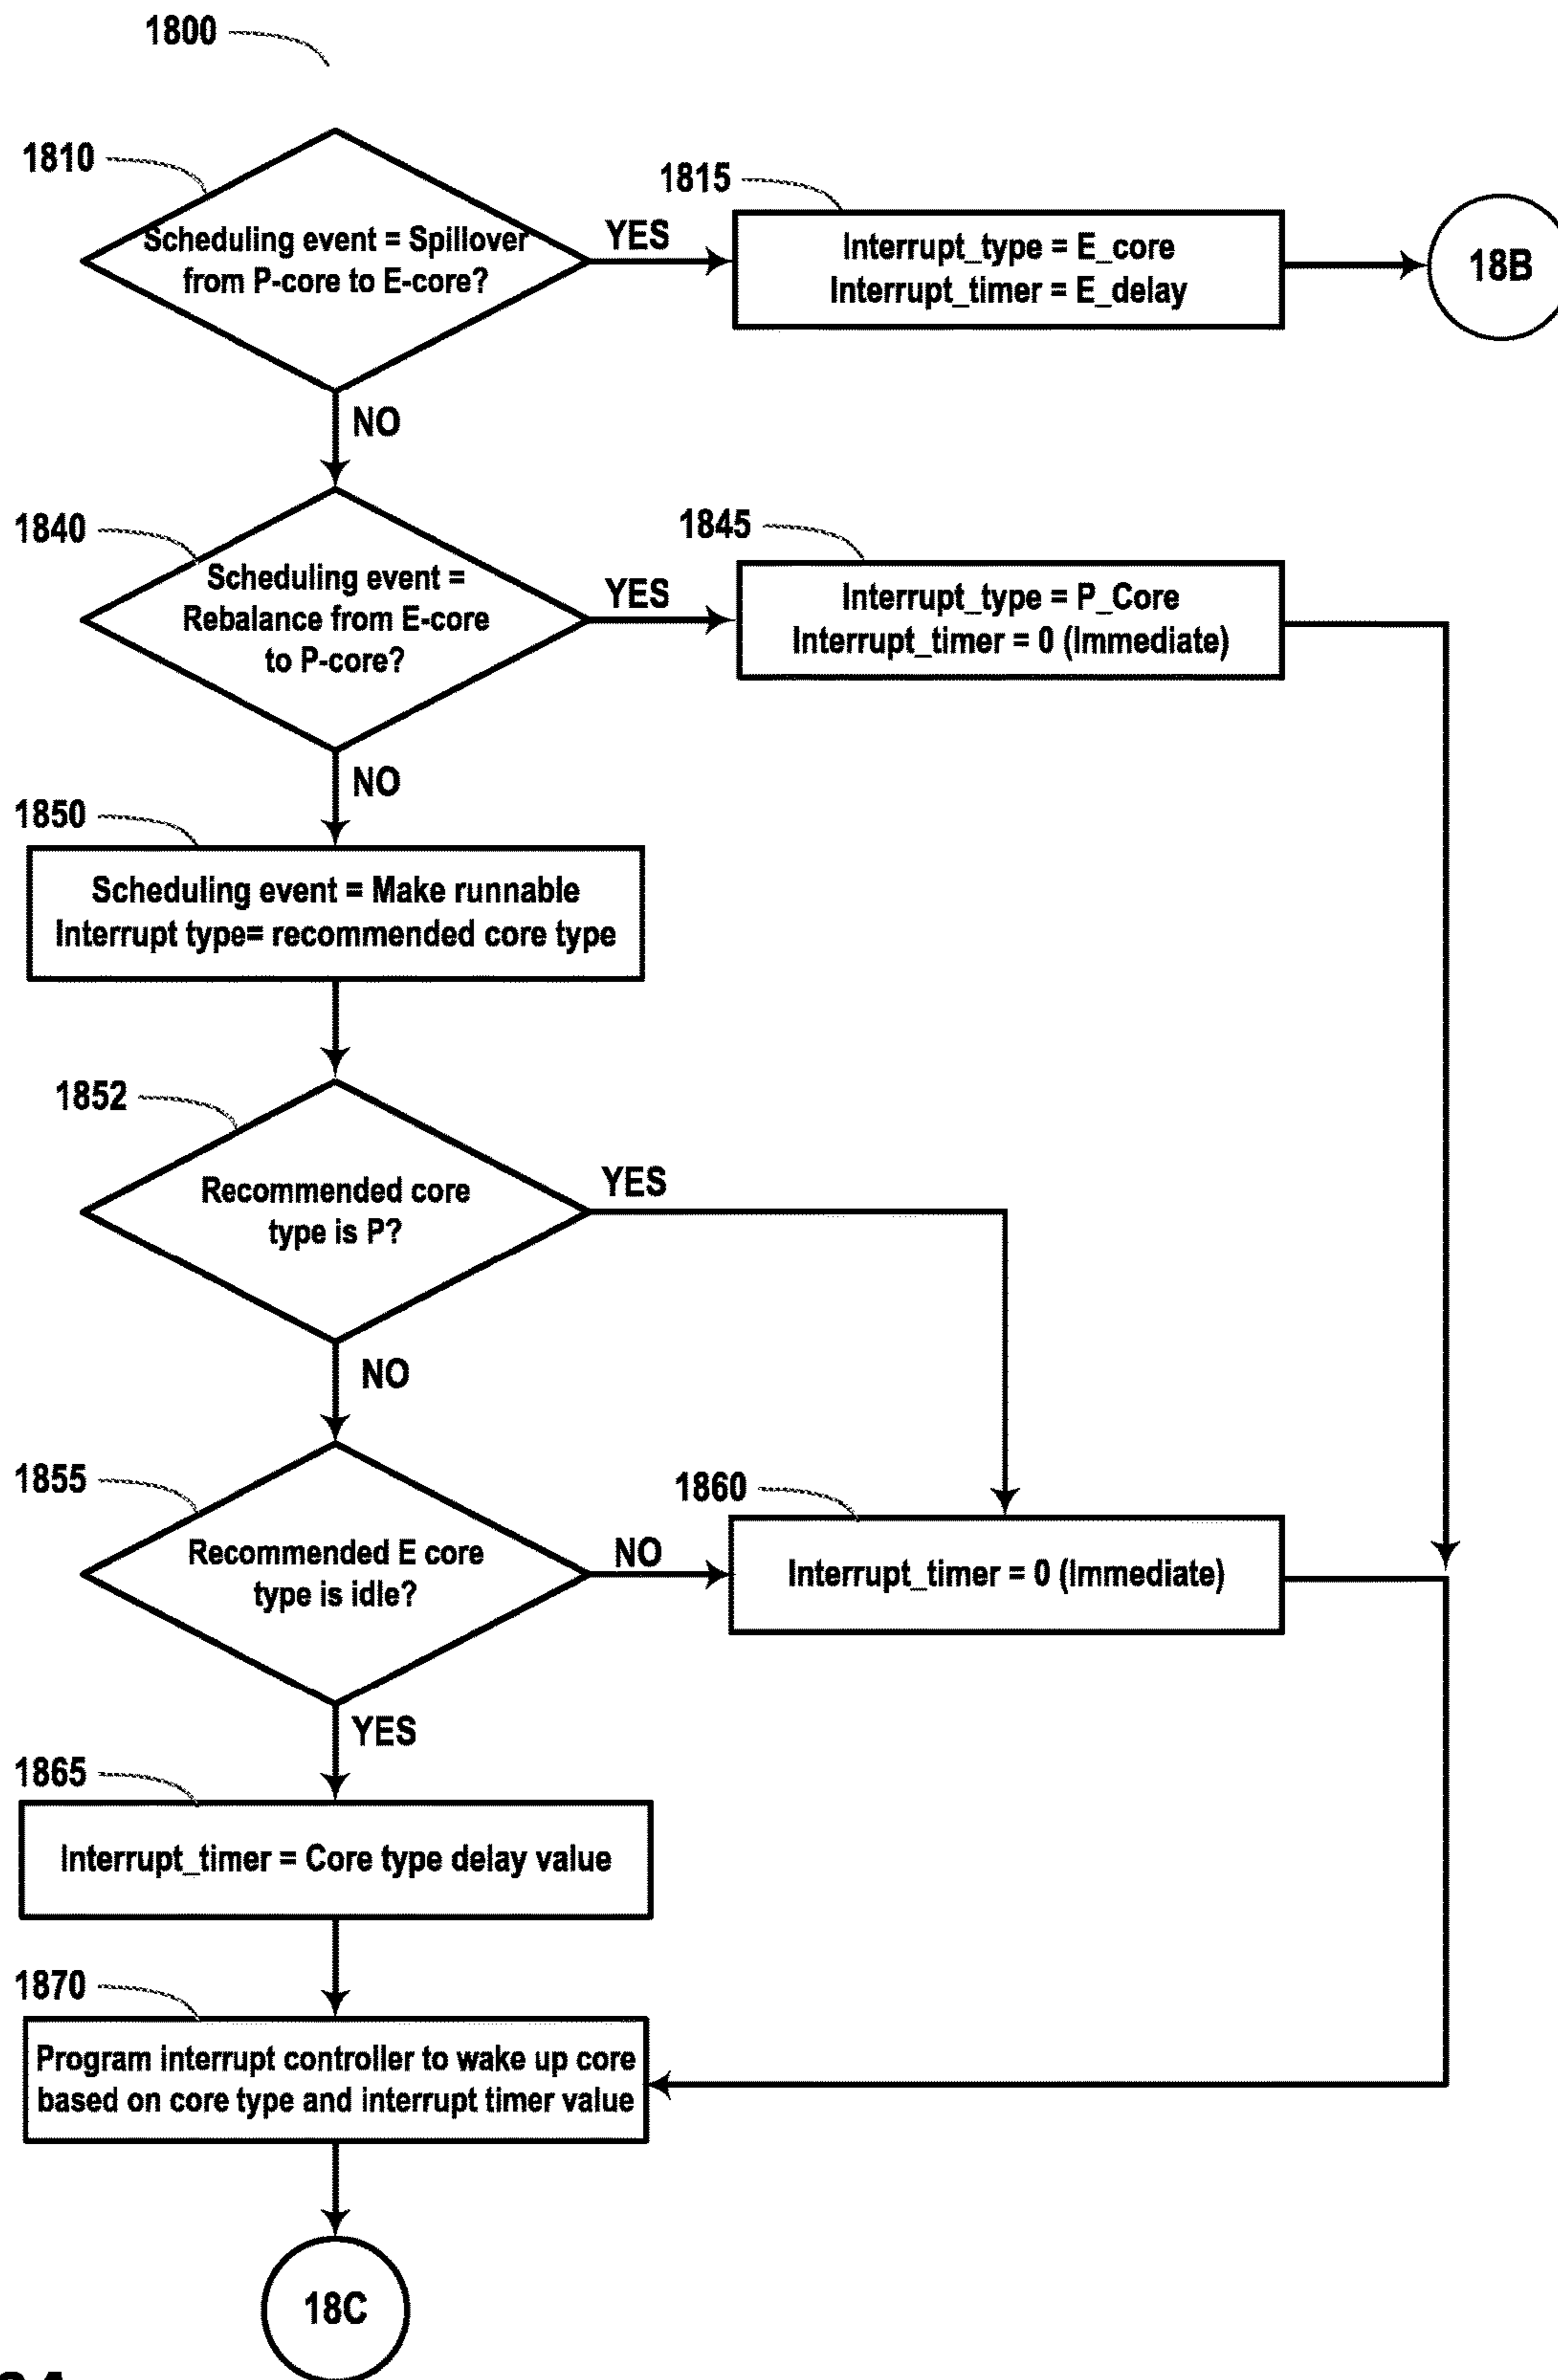 1800
1810
Scheduling event = Spillover
from P-core to E-core?
YES
1815
Interrupt_type = E_core
Interrupt_timer = E_delay
18B
NO
1840
Scheduling event =
Rebalance from E-core
to P-core?
YES
1845
Interrupt_type = P_Core
Interrupt_timer = 0 (Immediate)
NO
1850
Scheduling event = Make runnable
Interrupt type= recommended core type
1852
Recommended core
type is P?
YES
NO
1855
Recommended E core
type is idle?
NO
1860
Interrupt_timer = 0 (Immediate)
YES
1865
Interrupt_timer = Core type delay value
1870
Program interrupt controller to wake up core
based on core type and interrupt timer value
18C